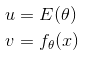 u = E(θ)
v = f_θ(x)